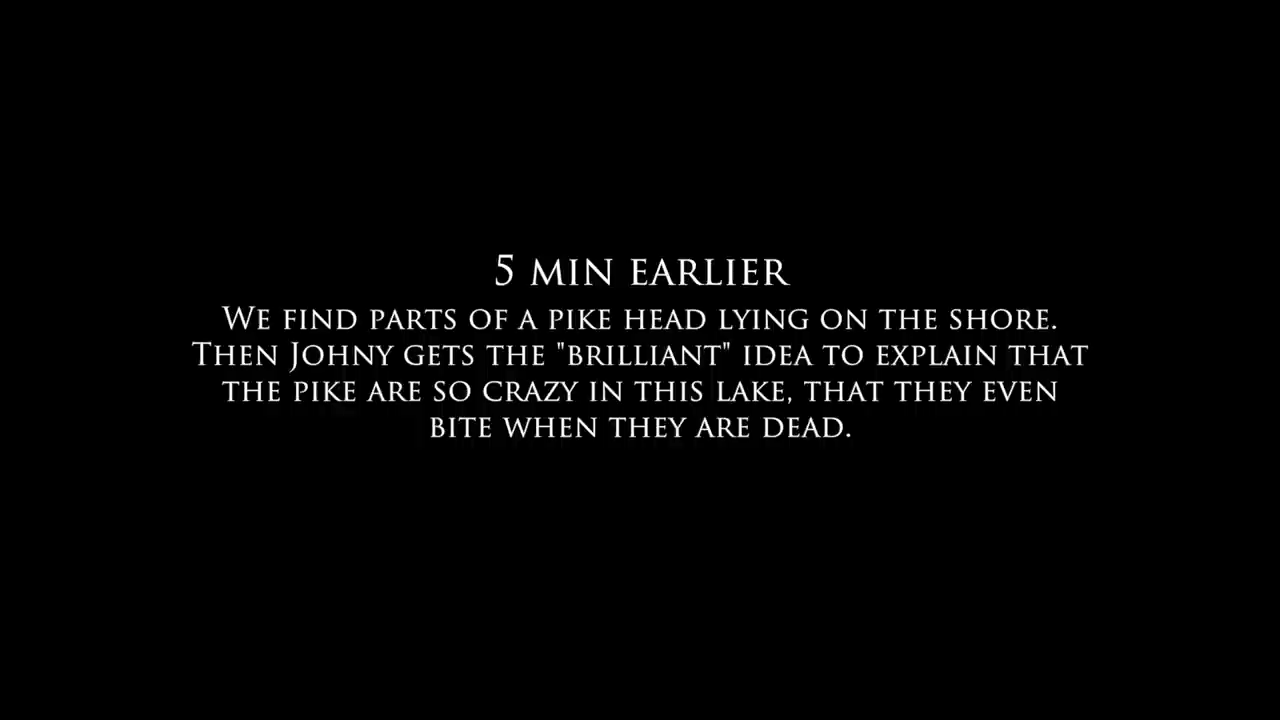 5 MIN EARLIER
WE FIND PARTS OF A PIKE HEAD LYING ON THE SHORE.
THEN JOHNY GETS THE "BRILLIANT" IDEA TO EXPLAIN THAT
THE PIKE ARE SO CRAZY IN THIS LAKE, THAT THEY EVEN
BITE WHEN THEY ARE DEAD.